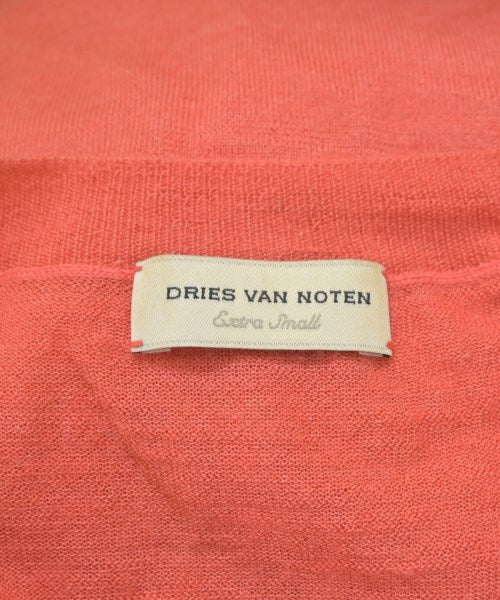 DRIES VAN NOTEN
Extra Small